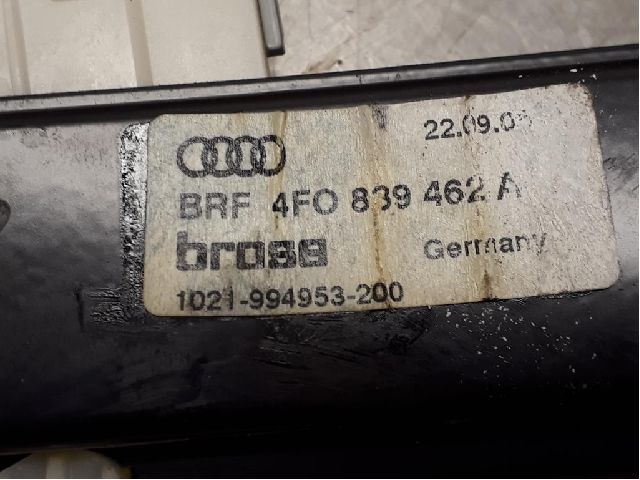 22.09.0
BRF 4F0 839 462 A
brose Germany
1021-994953-200